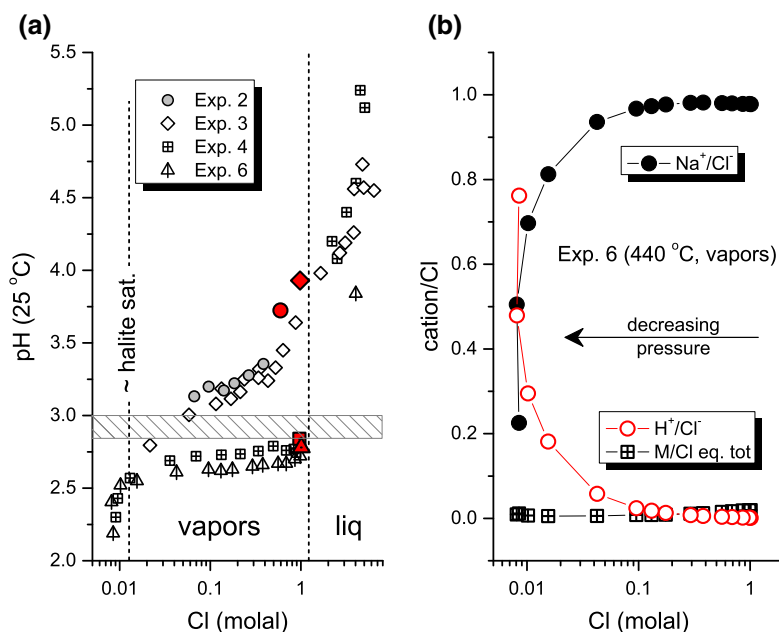 (a)
5.5
5.0
4.5
4.0
3.5
3.0
2.5
2.0
pH (25 °C)
Exp. 2
Exp. 3
Exp. 4
Exp. 6
~ halite sat.
vapors
liq
0.01
0.1
1
Cl (molal)
(b)
1.0
0.8
0.6
0.4
0.2
0.0
cation/Cl
Na⁺/Cl⁻
Exp. 6 (440 °C, vapors)
decreasing
pressure
H⁺/Cl⁻
M/Cl eq. tot
0.01
0.1
1
Cl (molal)